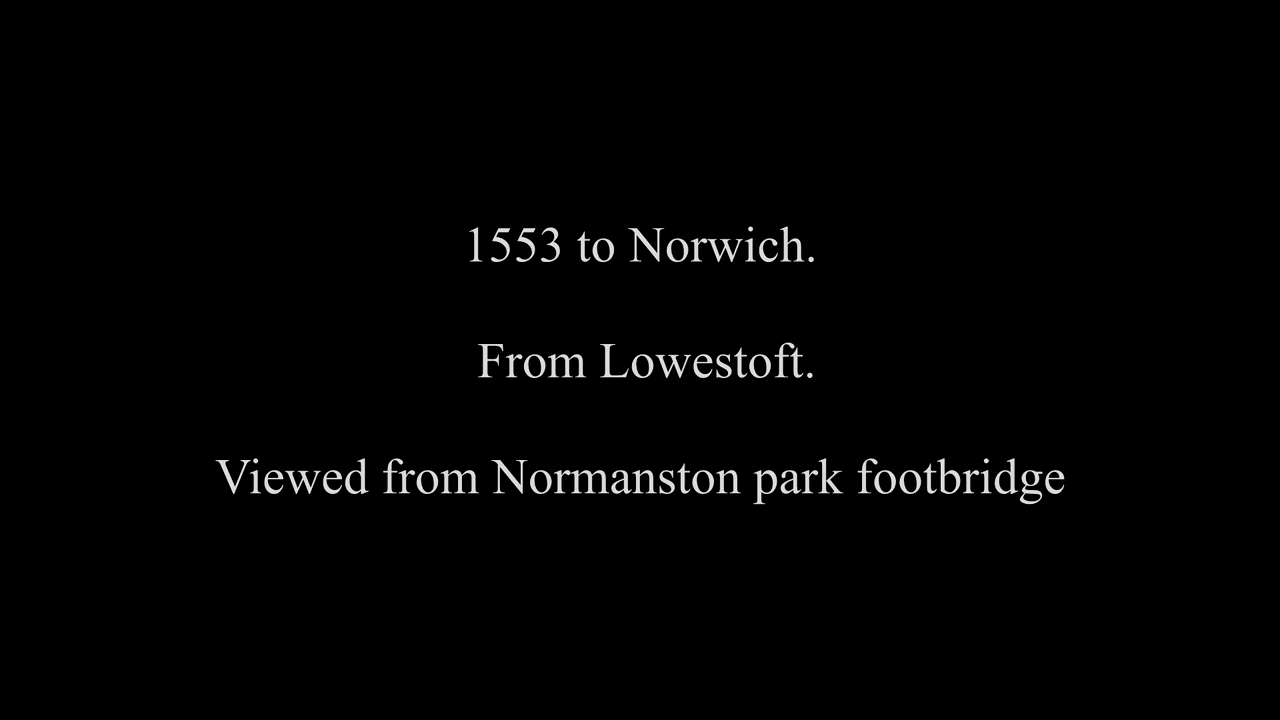 1553 to Norwich.
From Lowestoft.
Viewed from Normanston park footbridge